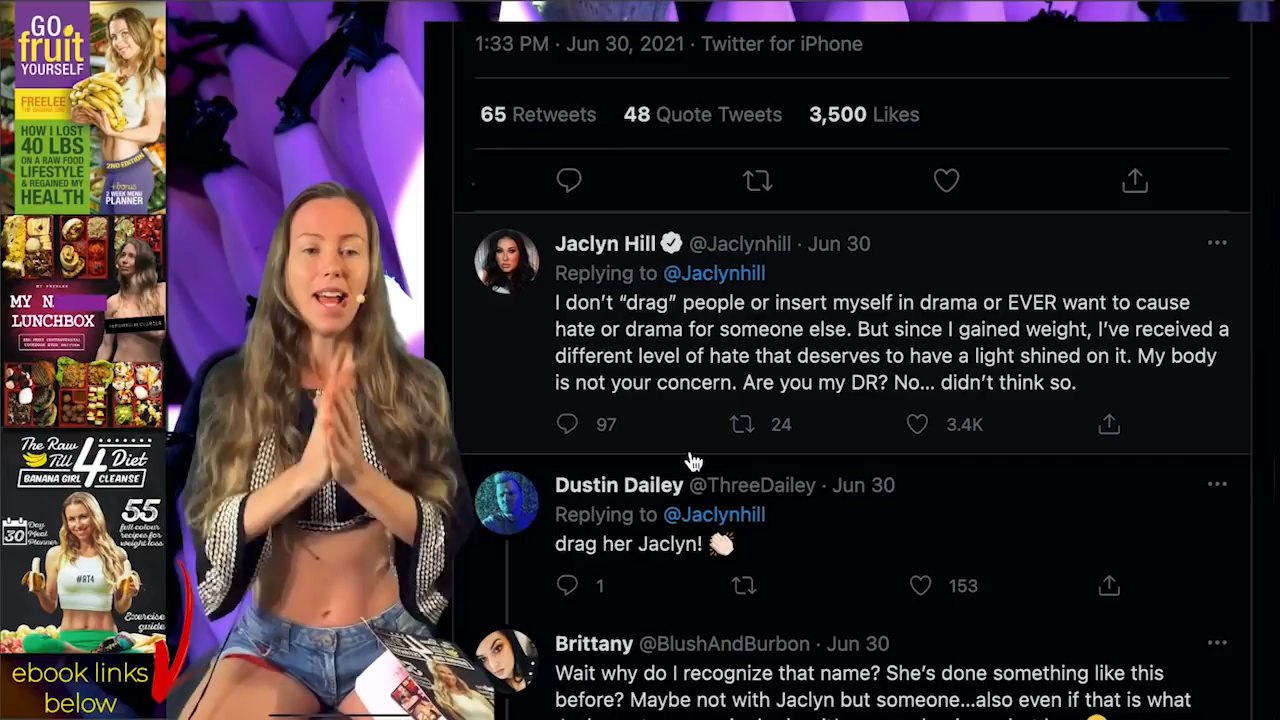 GO
fruit
YOURSELF
FREELEE
THE BANANA GIRL
HOW I LOST
40 LBS
ON A RAW FOOD
LIFESTYLE
& REGAINED MY
HEALTH
2ND EDITION
+bonus
2 WEEK MENU
PLANNER
MY N
LUNCHBOX
The Raw
Till 4 Diet
BANANA GIRL CLEANSE
30 Day
Meal
Planner
55
full colour
recipes for
weight loss
#RT4
Exercise
guide
ebook links
below
1:33 PM · Jun 30, 2021 · Twitter for iPhone
65 Retweets 48 Quote Tweets 3,500 Likes
Jaclyn Hill @Jaclynhill · Jun 30
Replying to @Jaclynhill
I don’t “drag” people or insert myself in drama or EVER want to cause
hate or drama for someone else. But since I gained weight, I’ve received a
different level of hate that deserves to have a light shined on it. My body
is not your concern. Are you my DR? No... didn’t think so.
97 24 3.4K
Dustin Dailey @ThreeDailey · Jun 30
Replying to @Jaclynhill
drag her Jaclyn! 👏🏻
1 153
Brittany @BlushAndBurbon · Jun 30
Wait why do I recognize that name? She’s done something like this
before? Maybe not with Jaclyn but someone...also even if that is what